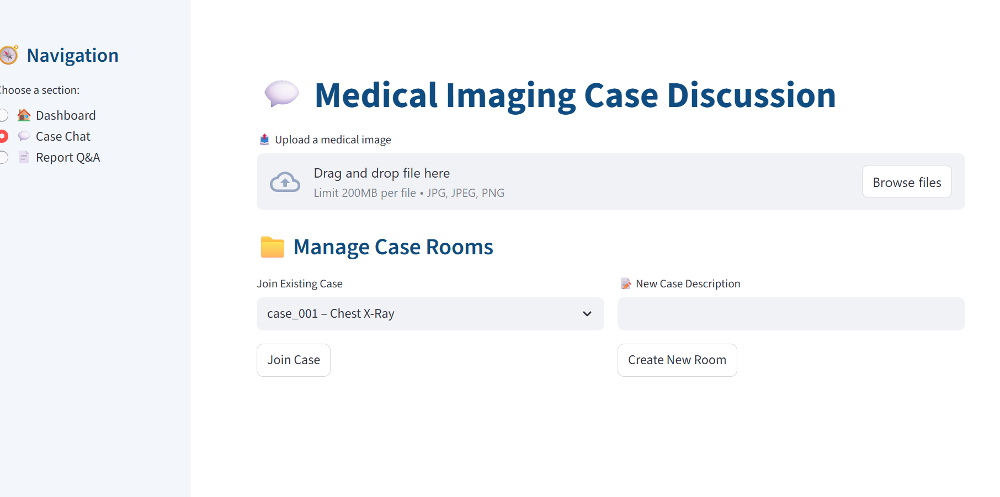 Navigation
Choose a section:
Dashboard
Case Chat
Report Q&A
Medical Imaging Case Discussion
Upload a medical image
Drag and drop file here
Limit 200MB per file • JPG, JPEG, PNG
Browse files
Manage Case Rooms
Join Existing Case
case_001 – Chest X-Ray
Join Case
New Case Description
Create New Room